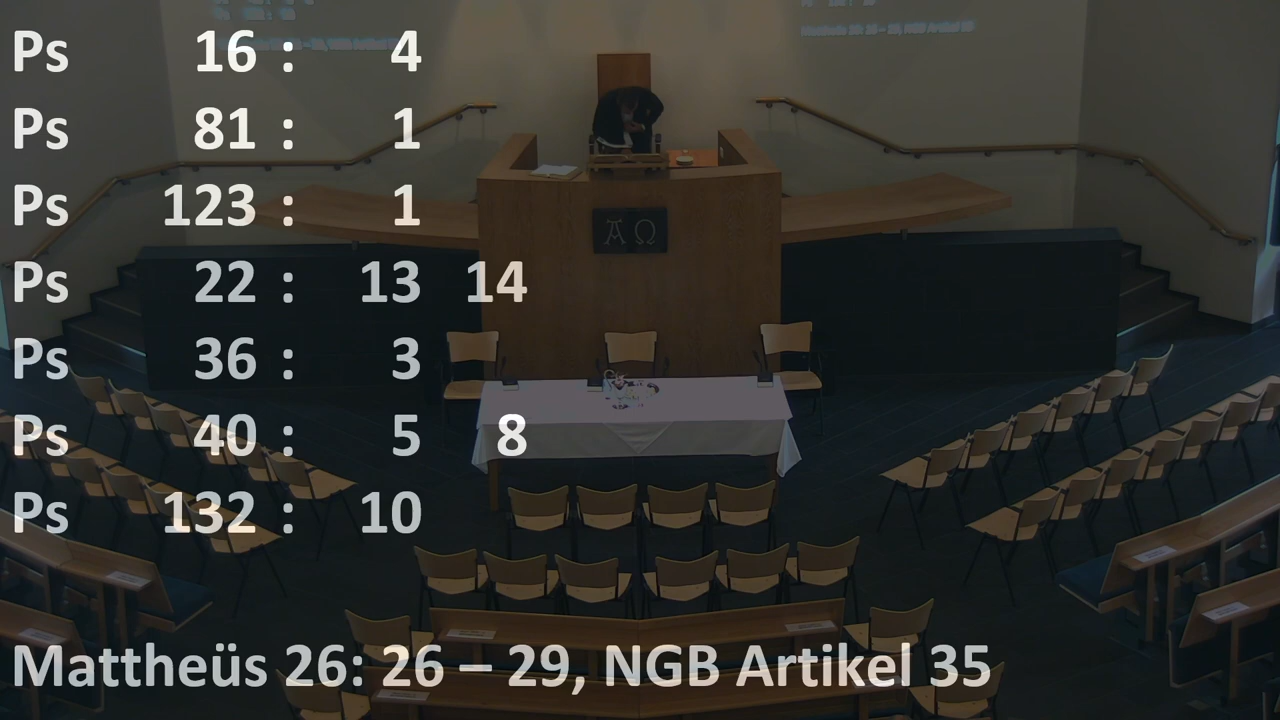 Ps 16 : 4
Ps 81 : 1
Ps 123 : 1
Ps 22 : 13 14
Ps 36 : 3
Ps 40 : 5 8
Ps 132 : 10
Α Ω
Mattheüs 26: 26 – 29, NGB Artikel 35